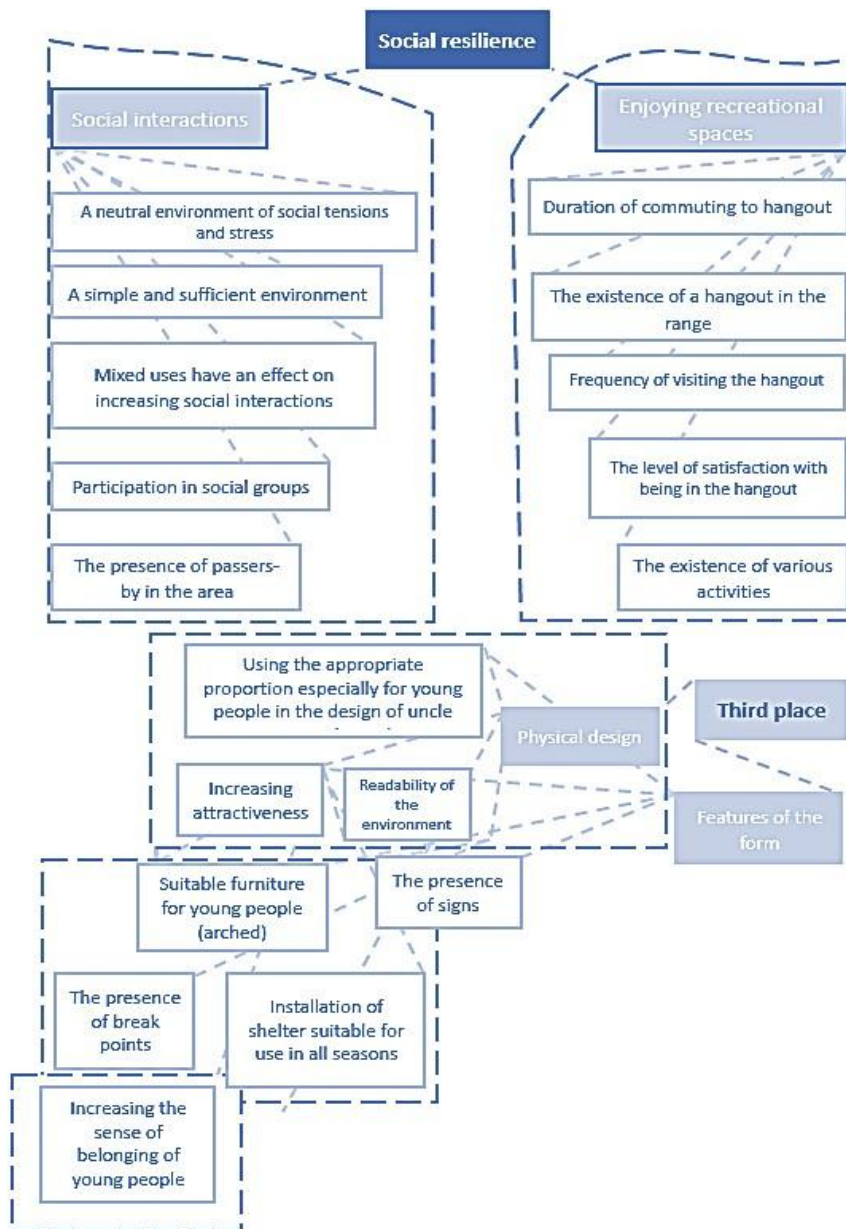 Social resilience
Social interactions
Enjoying recreational
spaces
A neutral environment of social tensions
and stress
A simple and sufficient environment
Mixed uses have an effect on
increasing social interactions
Participation in social groups
The presence of passers-
by in the area
Duration of commuting to hangout
The existence of a hangout in the
range
Frequency of visiting the hangout
The level of satisfaction with
being in the hangout
The existence of various
activities
Using the appropriate
proportion especially for young
people in the design of uncle
Physical design
Third place
Increasing
attractiveness
Readability of
the
environment
Features of the
form
Suitable furniture
for young people
(arched)
The presence
of signs
The presence
of break
points
Installation of
shelter suitable for
use in all seasons
Increasing the
sense of
belonging of
young people